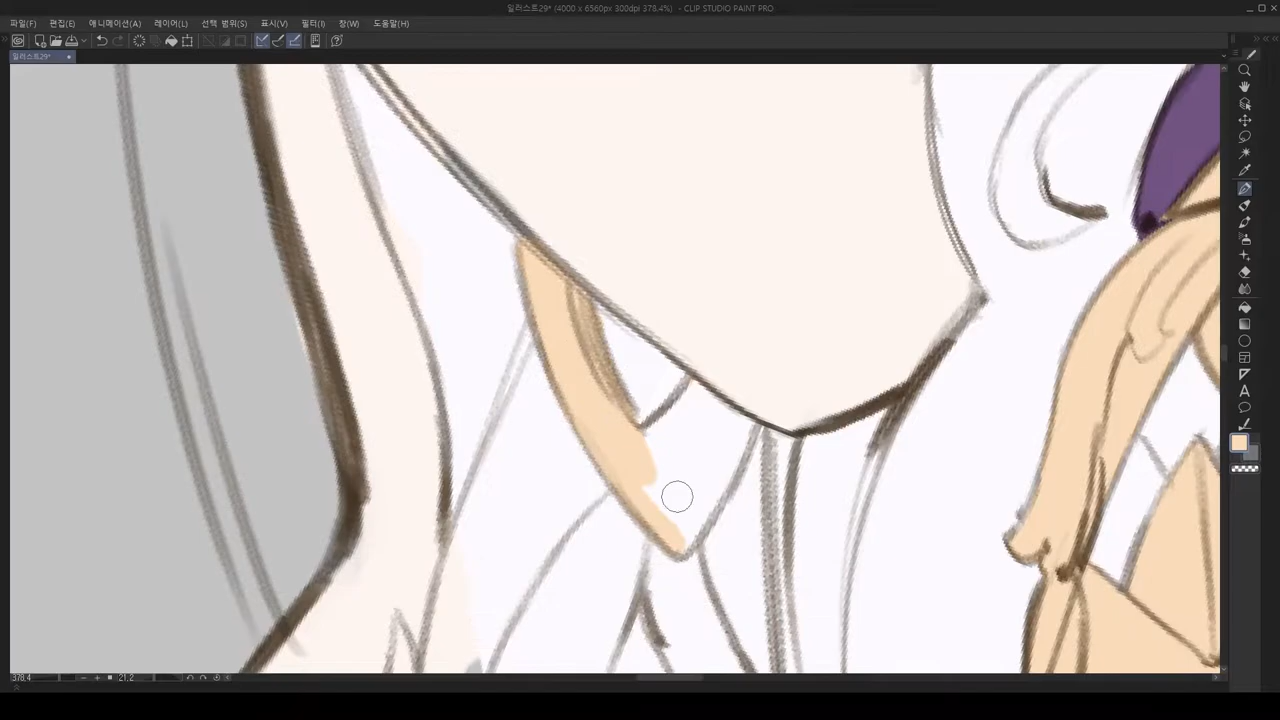 일러스트29* (4000 x 6560px 300dpi 378.4%) - CLIP STUDIO PAINT PRO
파일(F) 편집(E) 애니메이션(A) 레이어(L) 선택 범위(S) 표시(V) 필터(I) 창(W) 도움말(H)
일러스트29*
A
378.4 21.2